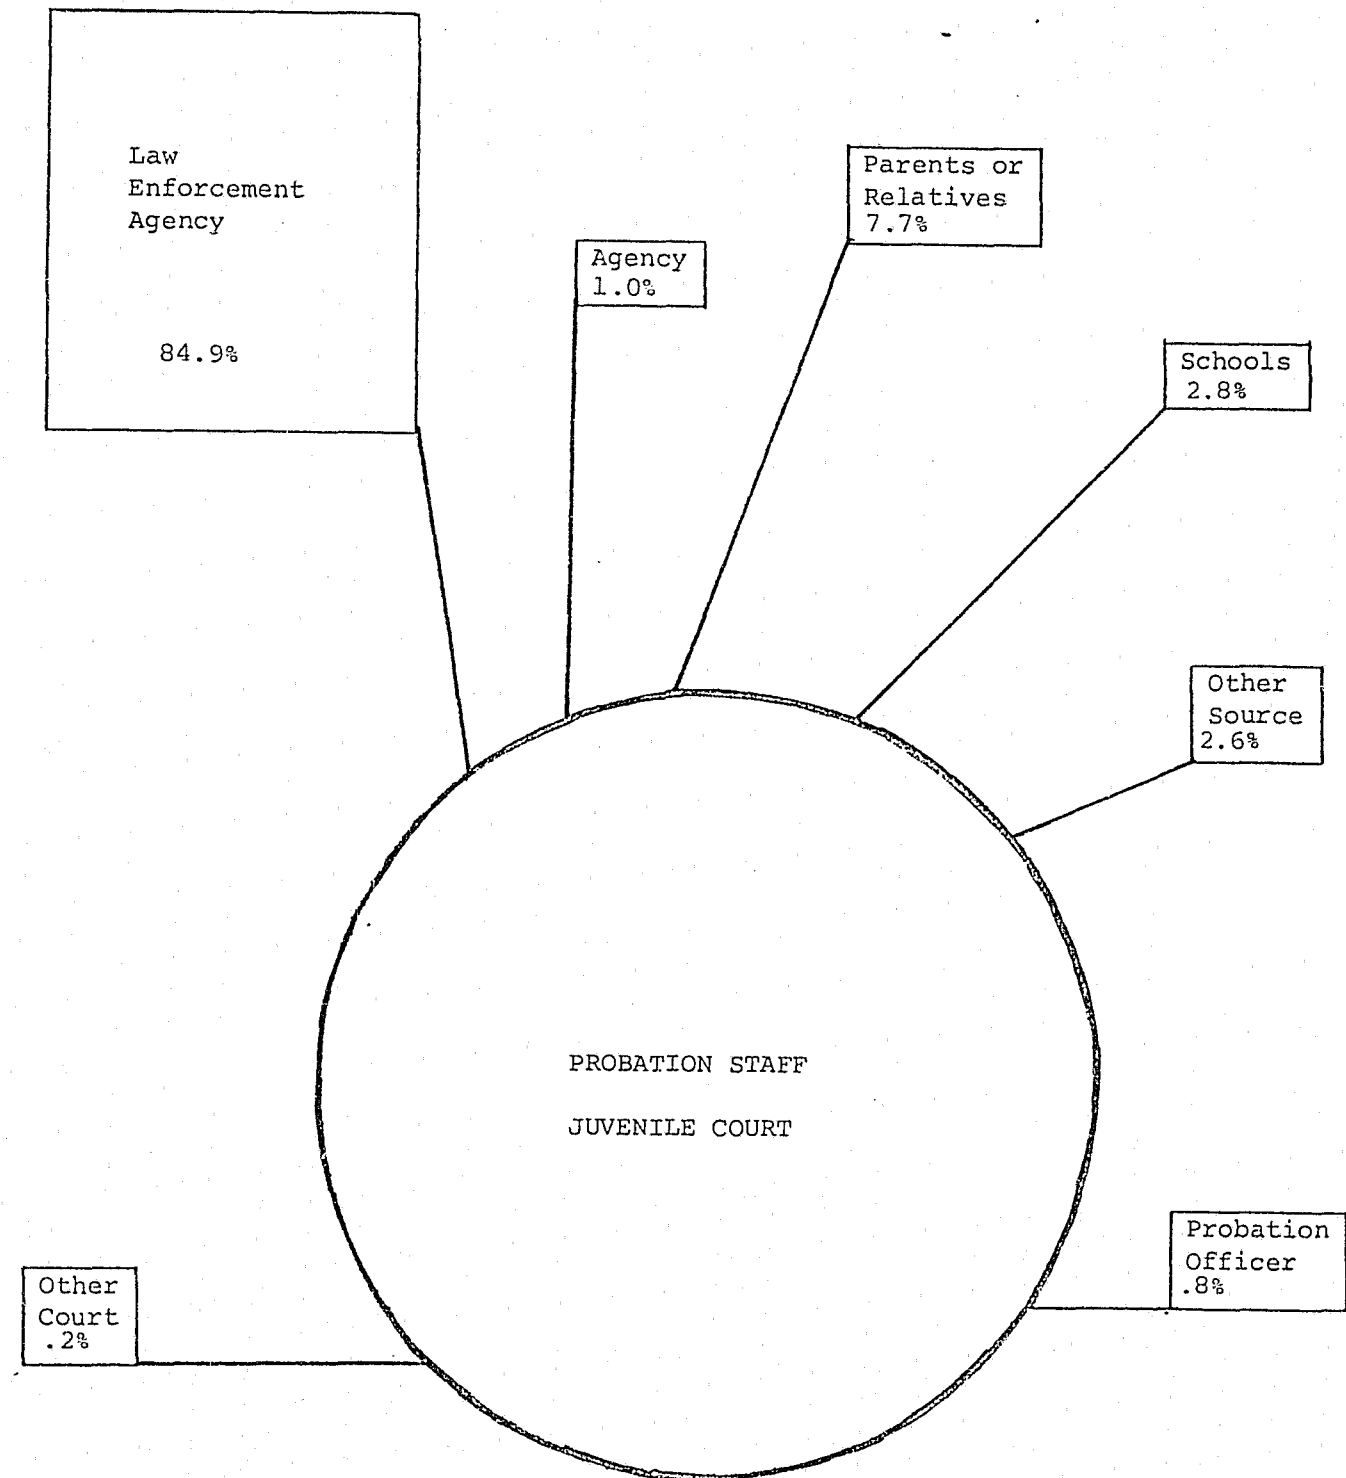 Law
Enforcement
Agency
84.9%
Agency
1.0%
Parents or
Relatives
7.7%
Schools
2.8%
Other
Source
2.6%
PROBATION STAFF
JUVENILE COURT
Probation
Officer
.8%
Other
Court
.2%